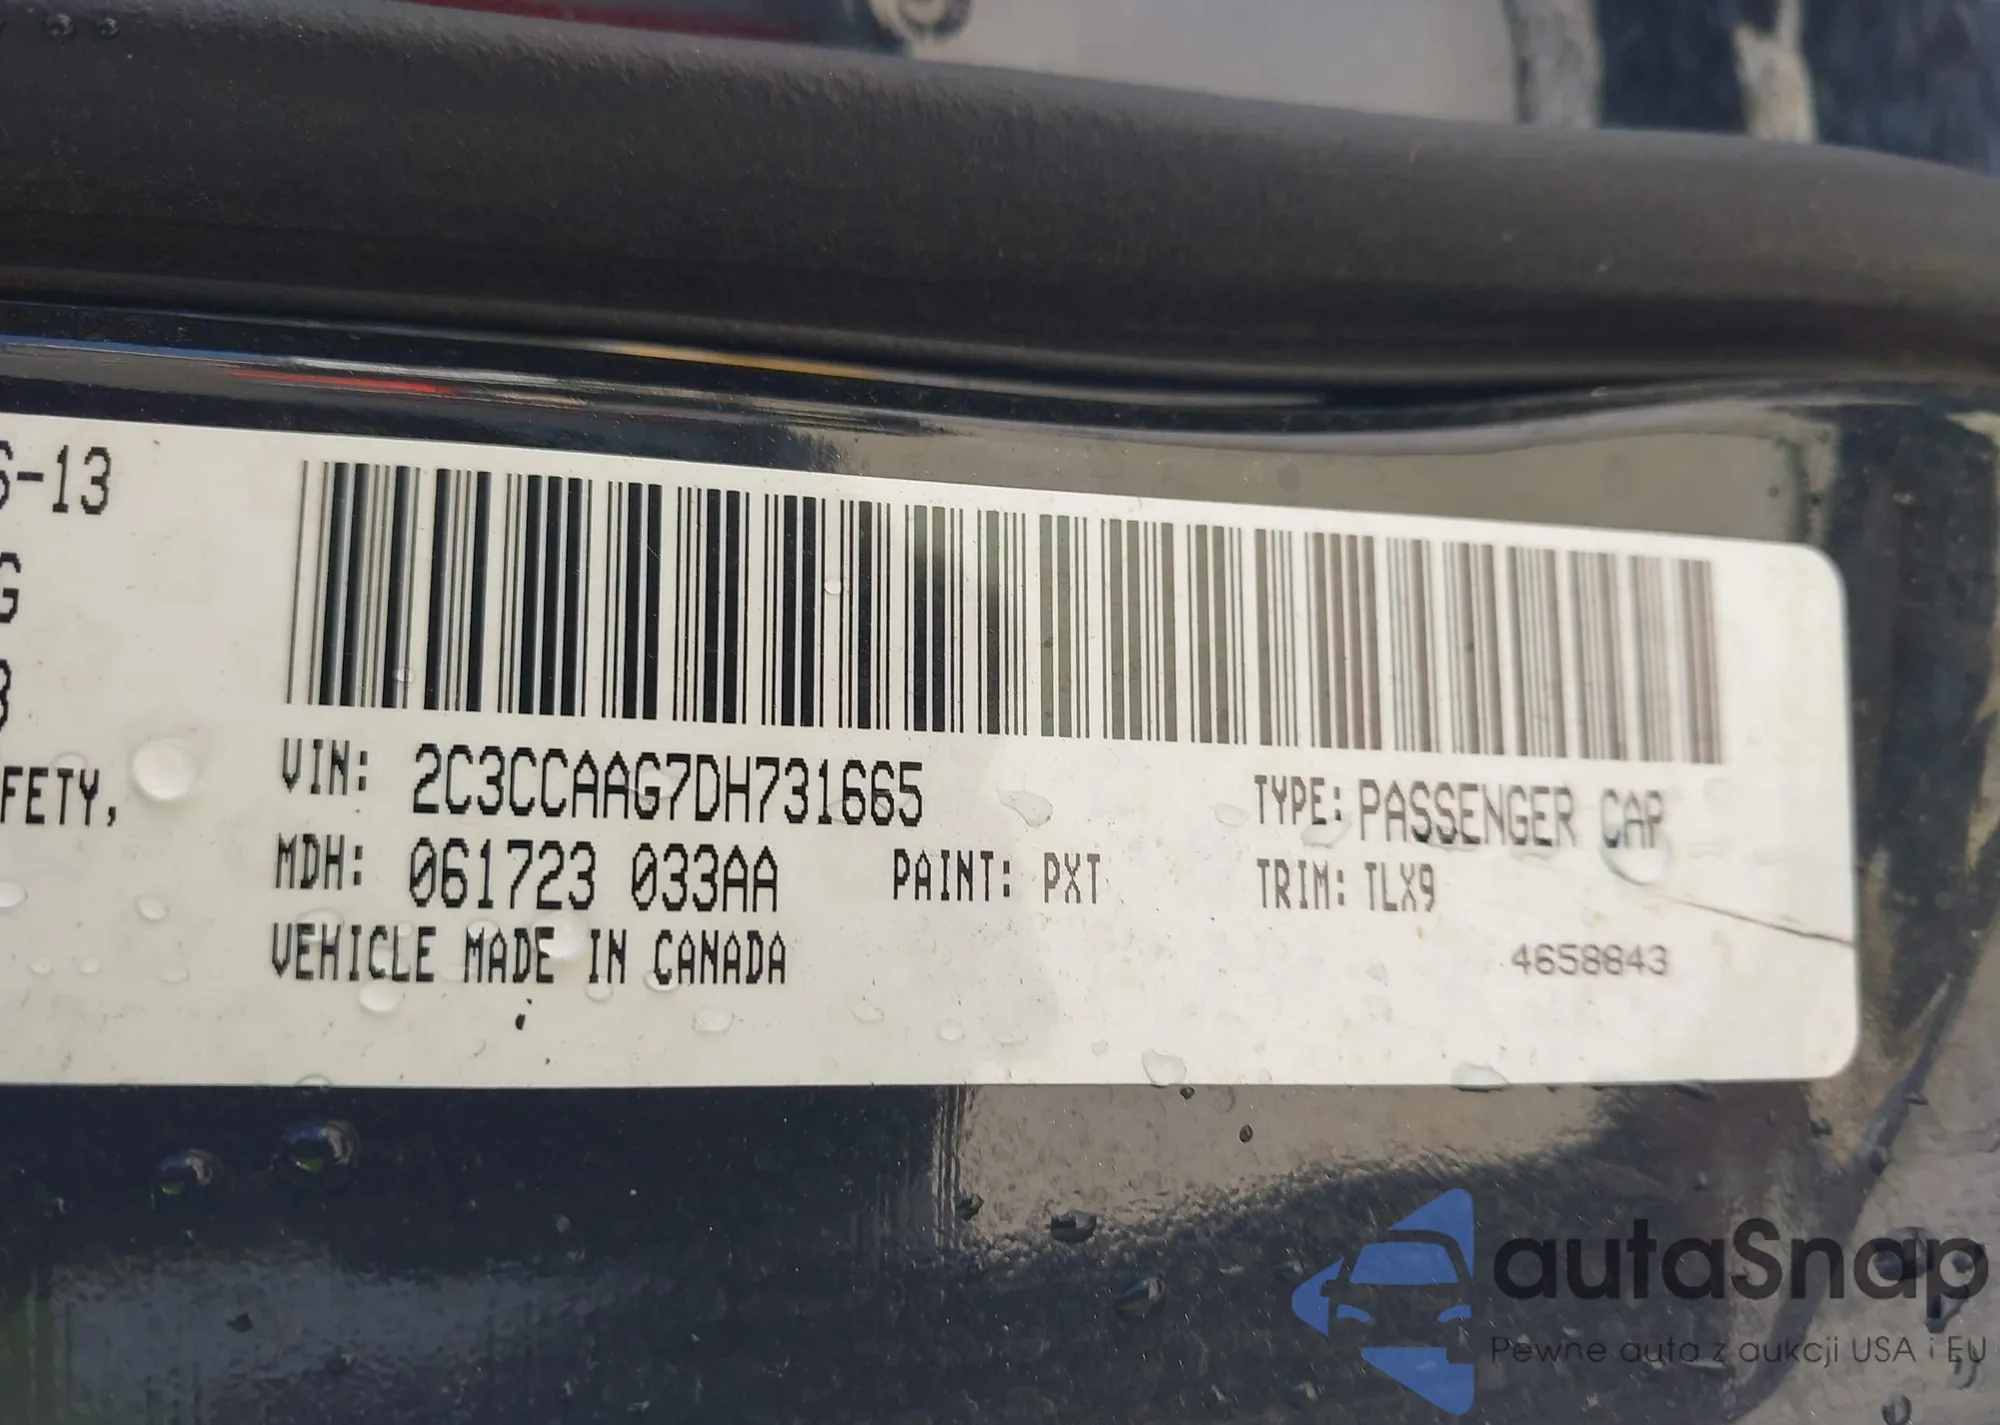 6-13
G
3
FETY,
VIN: 2C3CCAAG7DH731665
TYPE: PASSENGER CAR
MDH: 061723 033AA
PAINT: PXT
TRIM: TLX9
VEHICLE MADE IN CANADA
4658843
autaSnap
Pewne auta z aukcji USA i EU